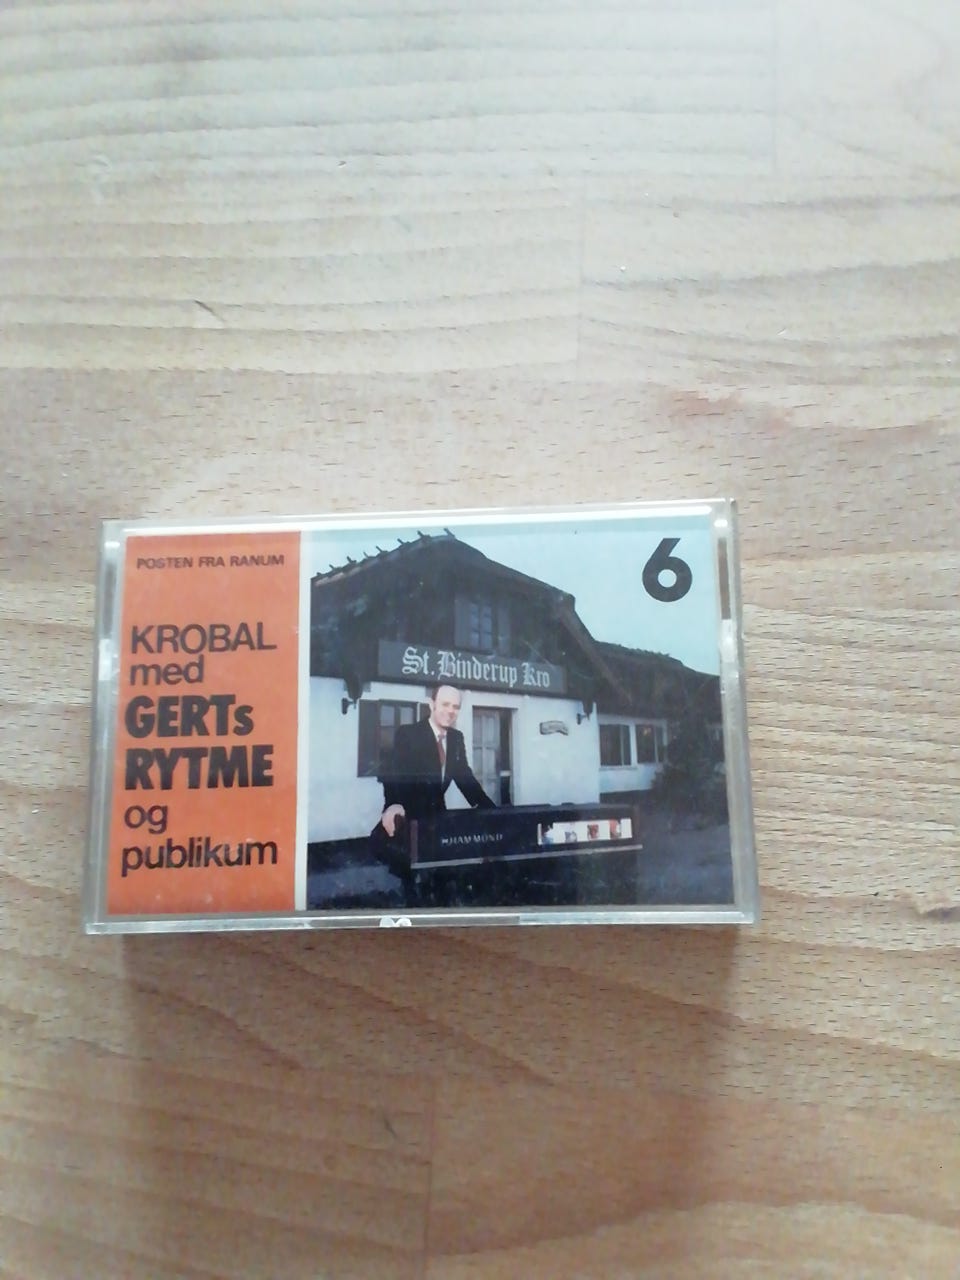 POSTEN FRA RANUM
KROBAL
med
GERTs
RYTME
og
publikum
6
St. Binderup Kro
HAMMOND